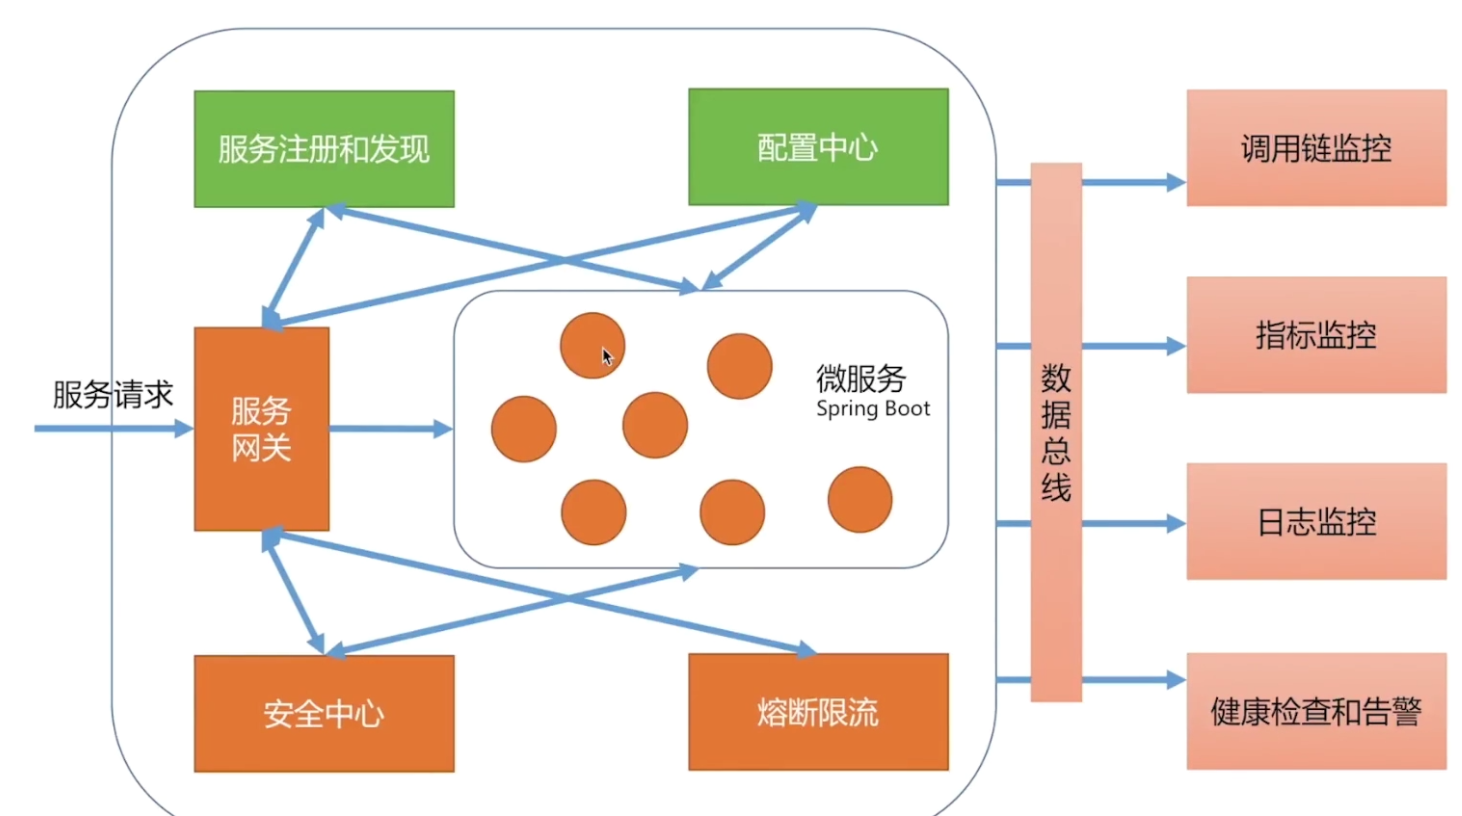 服务注册和发现
配置中心
调用链监控
指标监控
服务请求
服务
网关
微服务
Spring Boot
数
据
总
线
日志监控
安全中心
熔断限流
健康检查和告警